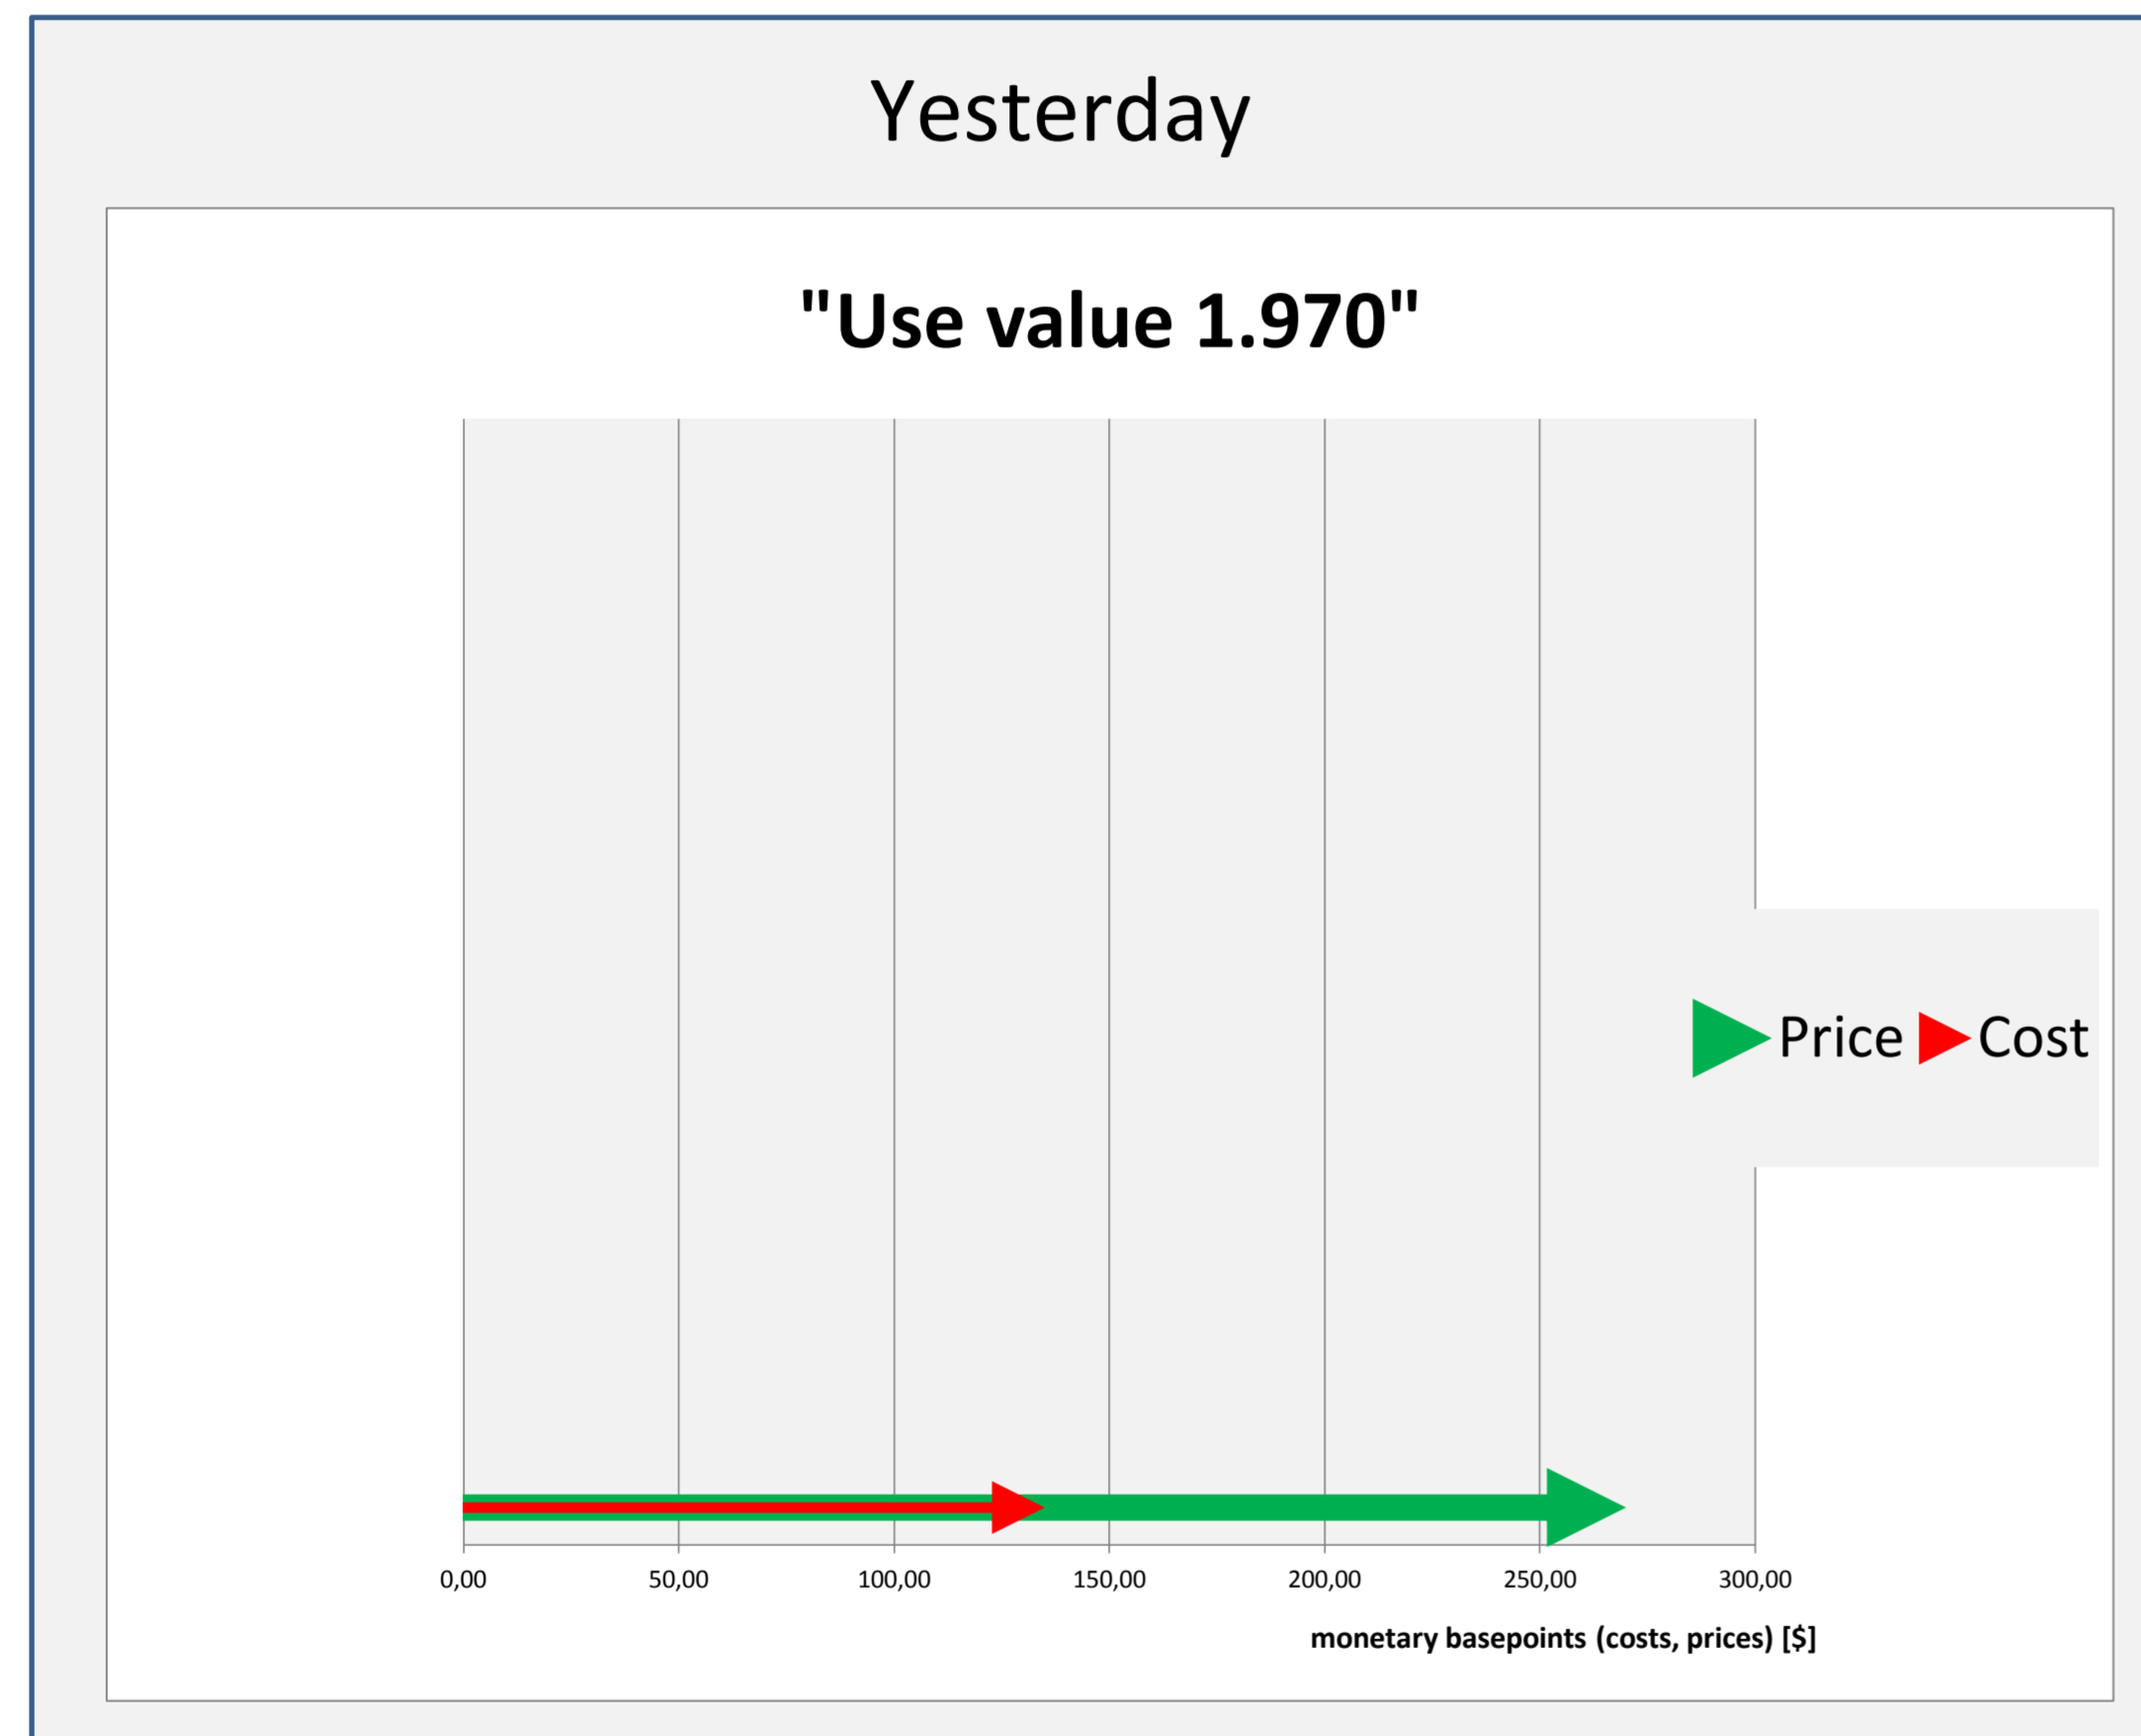 Yesterday
"Use value 1.970"
Price Cost
0,00 50,00 100,00 150,00 200,00 250,00 300,00
monetary basepoints (costs, prices) [$]